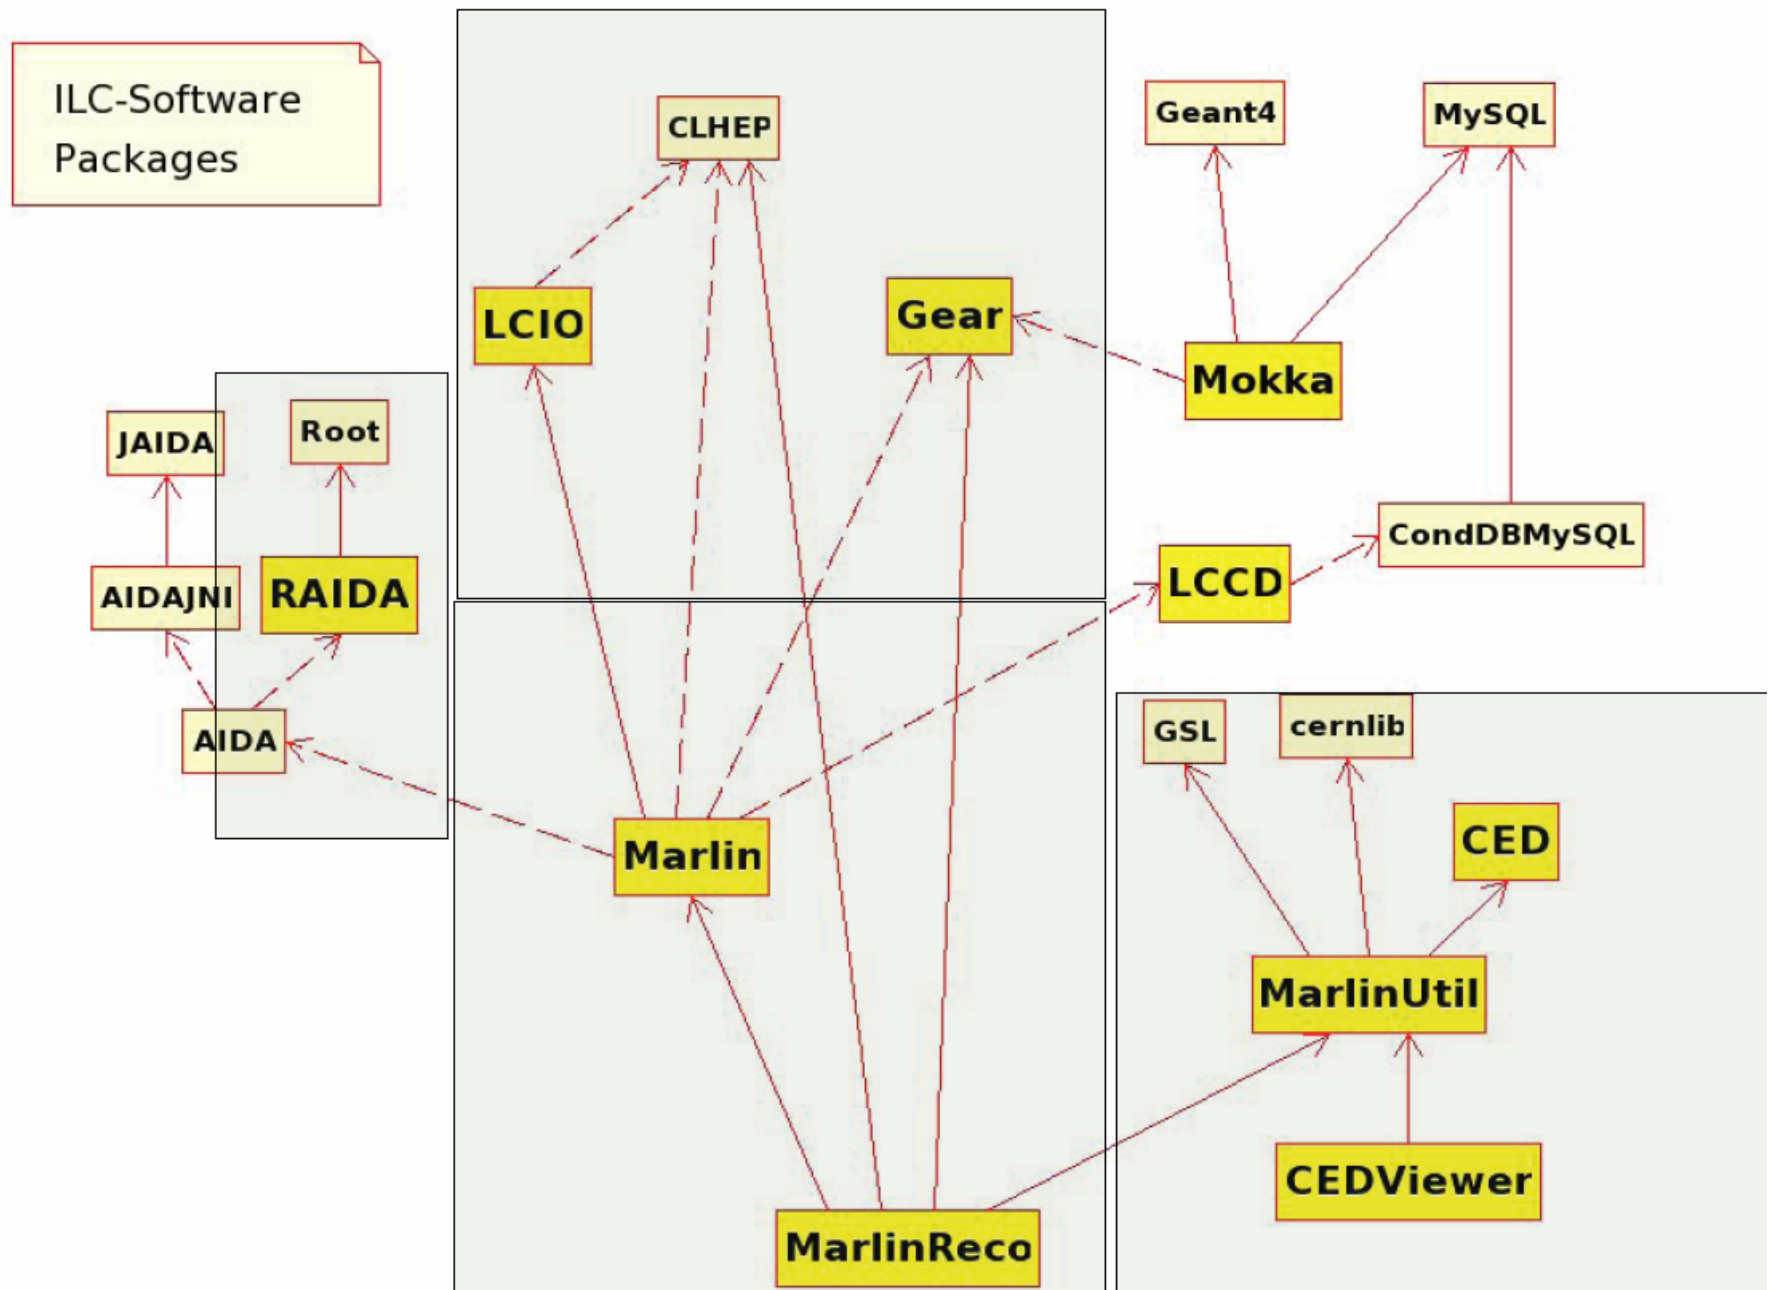 ILC-Software
Packages
CLHEP
Geant4
MySQL
LCIO
Gear
Mokka
JAIDA
Root
AIDAJNI
RAIDA
LCCD
CondDBMySQL
AIDA
GSL
cernlib
Marlin
CED
MarlinUtil
CEDViewer
MarlinReco